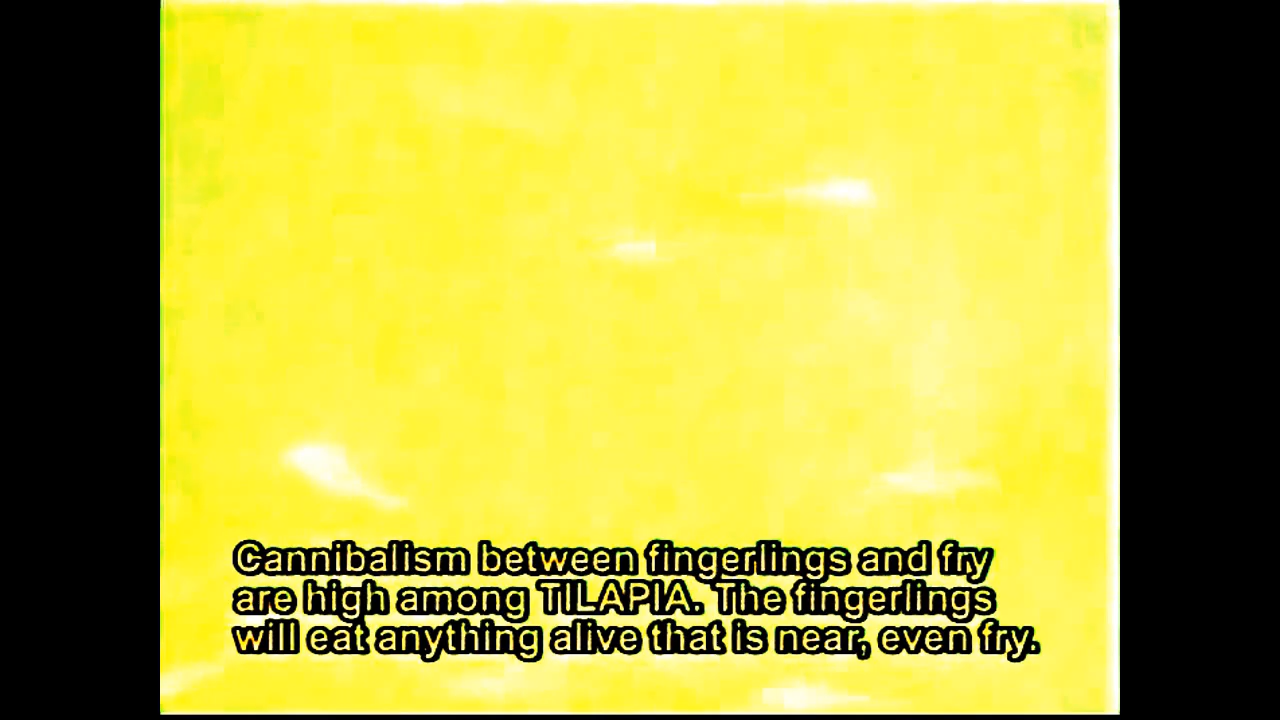 Cannibalism between fingerlings and fry
are high among TILAPIA. The fingerlings
will eat anything alive that is near, even fry.